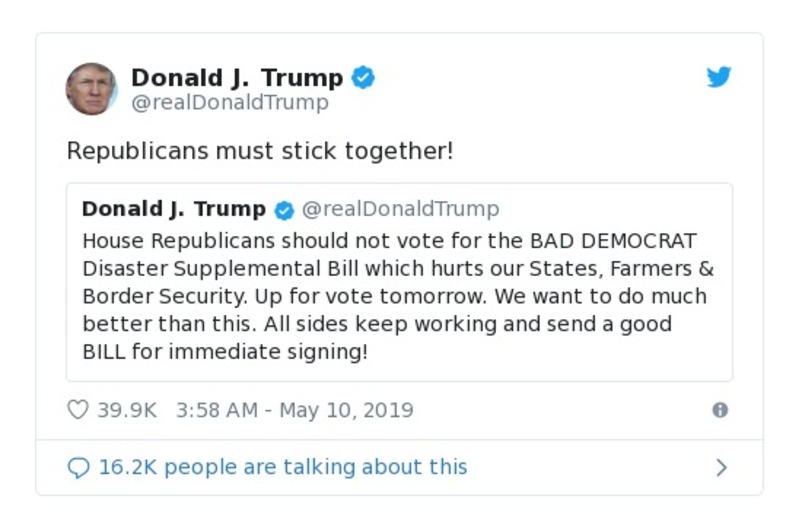 Donald J. Trump
@realDonaldTrump
Republicans must stick together!
Donald J. Trump @realDonaldTrump
House Republicans should not vote for the BAD DEMOCRAT
Disaster Supplemental Bill which hurts our States, Farmers &
Border Security. Up for vote tomorrow. We want to do much
better than this. All sides keep working and send a good
BILL for immediate signing!
39.9K 3:58 AM - May 10, 2019
16.2K people are talking about this